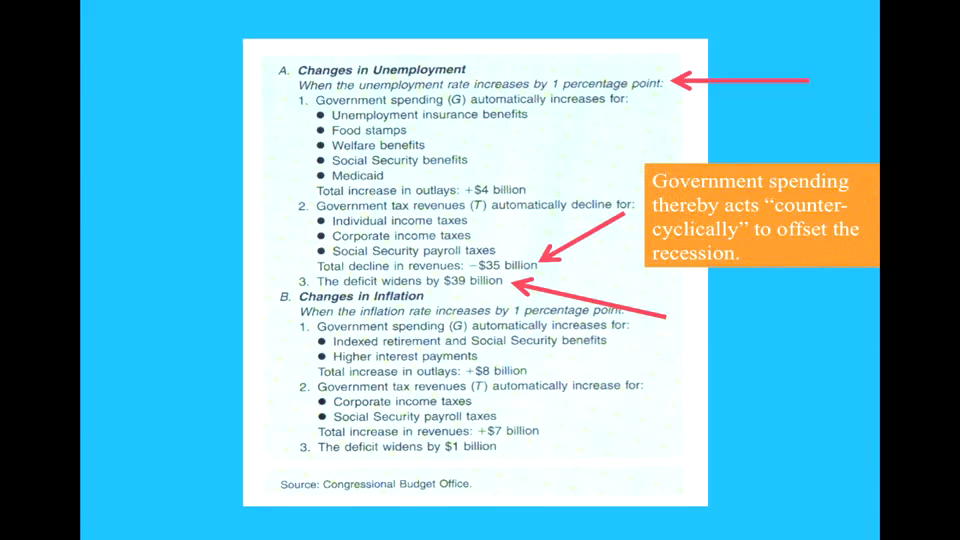 A. Changes in Unemployment
When the unemployment rate increases by 1 percentage point:
1. Government spending (G) automatically increases for:
● Unemployment insurance benefits
● Food stamps
● Welfare benefits
● Social Security benefits
● Medicaid
Total increase in outlays: +$4 billion
2. Government tax revenues (T) automatically decline for:
● Individual income taxes
● Corporate income taxes
● Social Security payroll taxes
Total decline in revenues: −$35 billion
3. The deficit widens by $39 billion
B. Changes in Inflation
When the inflation rate increases by 1 percentage point:
1. Government spending (G) automatically increases for:
● Indexed retirement and Social Security benefits
● Higher interest payments
Total increase in outlays: +$8 billion
2. Government tax revenues (T) automatically increase for:
● Corporate income taxes
● Social Security payroll taxes
Total increase in revenues: +$7 billion
3. The deficit widens by $1 billion
Source: Congressional Budget Office.
Government spending
thereby acts “counter-
cyclically” to offset the
recession.